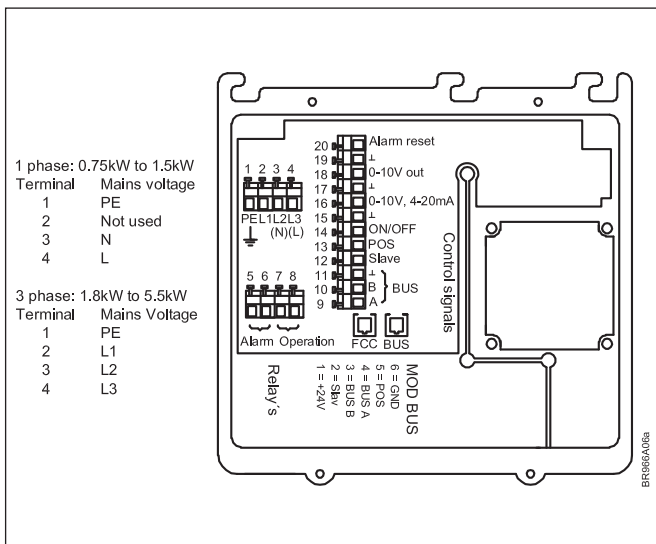 1 phase: 0.75kW to 1.5kW
Terminal Mains voltage
1 PE
2 Not used
3 N
4 L
3 phase: 1.8kW to 5.5kW
Terminal Mains Voltage
1 PE
2 L1
3 L2
4 L3
1 2 3 4
PE L1 L2 L3
(N) (L)
5 6 7 8
Alarm Operation
Relay's
20 Alarm reset
19 ⊥
18 0-10V out
17 ⊥
16 0-10V, 4-20mA
15 ⊥
14 ON/OFF
13 POS
12 Slave
11 ⊥
10 B BUS
9 A
FCC BUS
Control signals
MOD BUS
6 = GND
5 = POS
4 = BUS A
3 = BUS B
2 = Slav
1 = +24V
BR966A06a